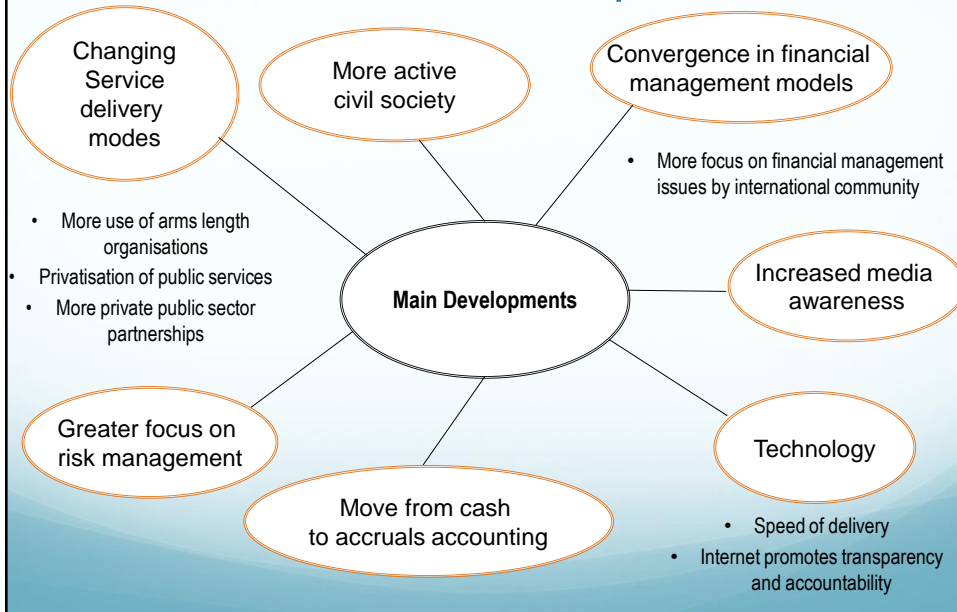 Changing
Service
delivery
modes
More active
civil society
Convergence in financial
management models
• More focus on financial management
issues by international community
• More use of arms length
organisations
• Privatisation of public services
• More private public sector
partnerships
Main Developments
Increased media
awareness
Greater focus on
risk management
Technology
Move from cash
to accruals accounting
• Speed of delivery
• Internet promotes transparency
and accountability